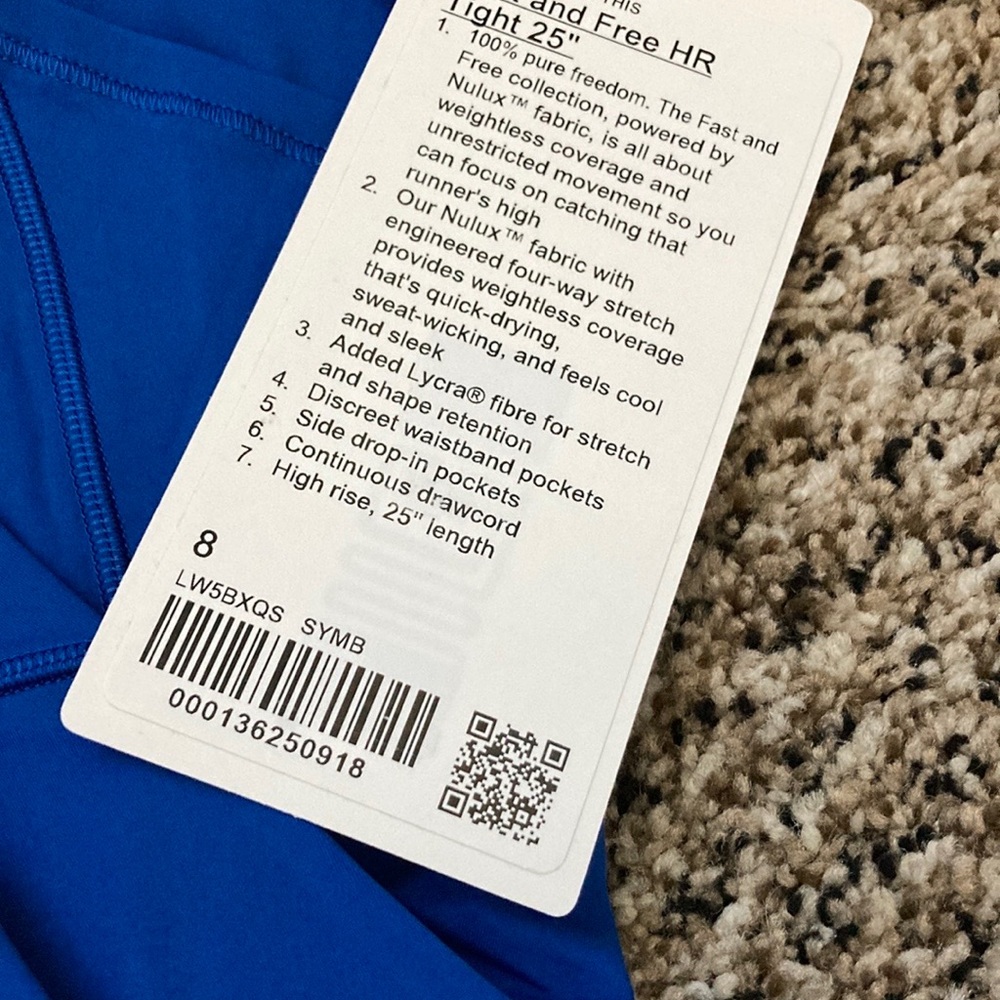 THIS
and Free HR
Tight 25"
1. 100% pure freedom. The Fast and
Free collection, powered by
Nulux™ fabric, is all about
weightless coverage and
unrestricted movement so you
can focus on catching that
runner's high
2. Our Nulux™ fabric with
engineered four-way stretch
provides weightless coverage
that's quick-drying,
sweat-wicking, and feels cool
and sleek
3. Added Lycra® fibre for stretch
and shape retention
4. Discreet waistband pockets
5. Side drop-in pockets
6. Continuous drawcord
7. High rise, 25" length
8
LW5BXQS SYMB
000136250918